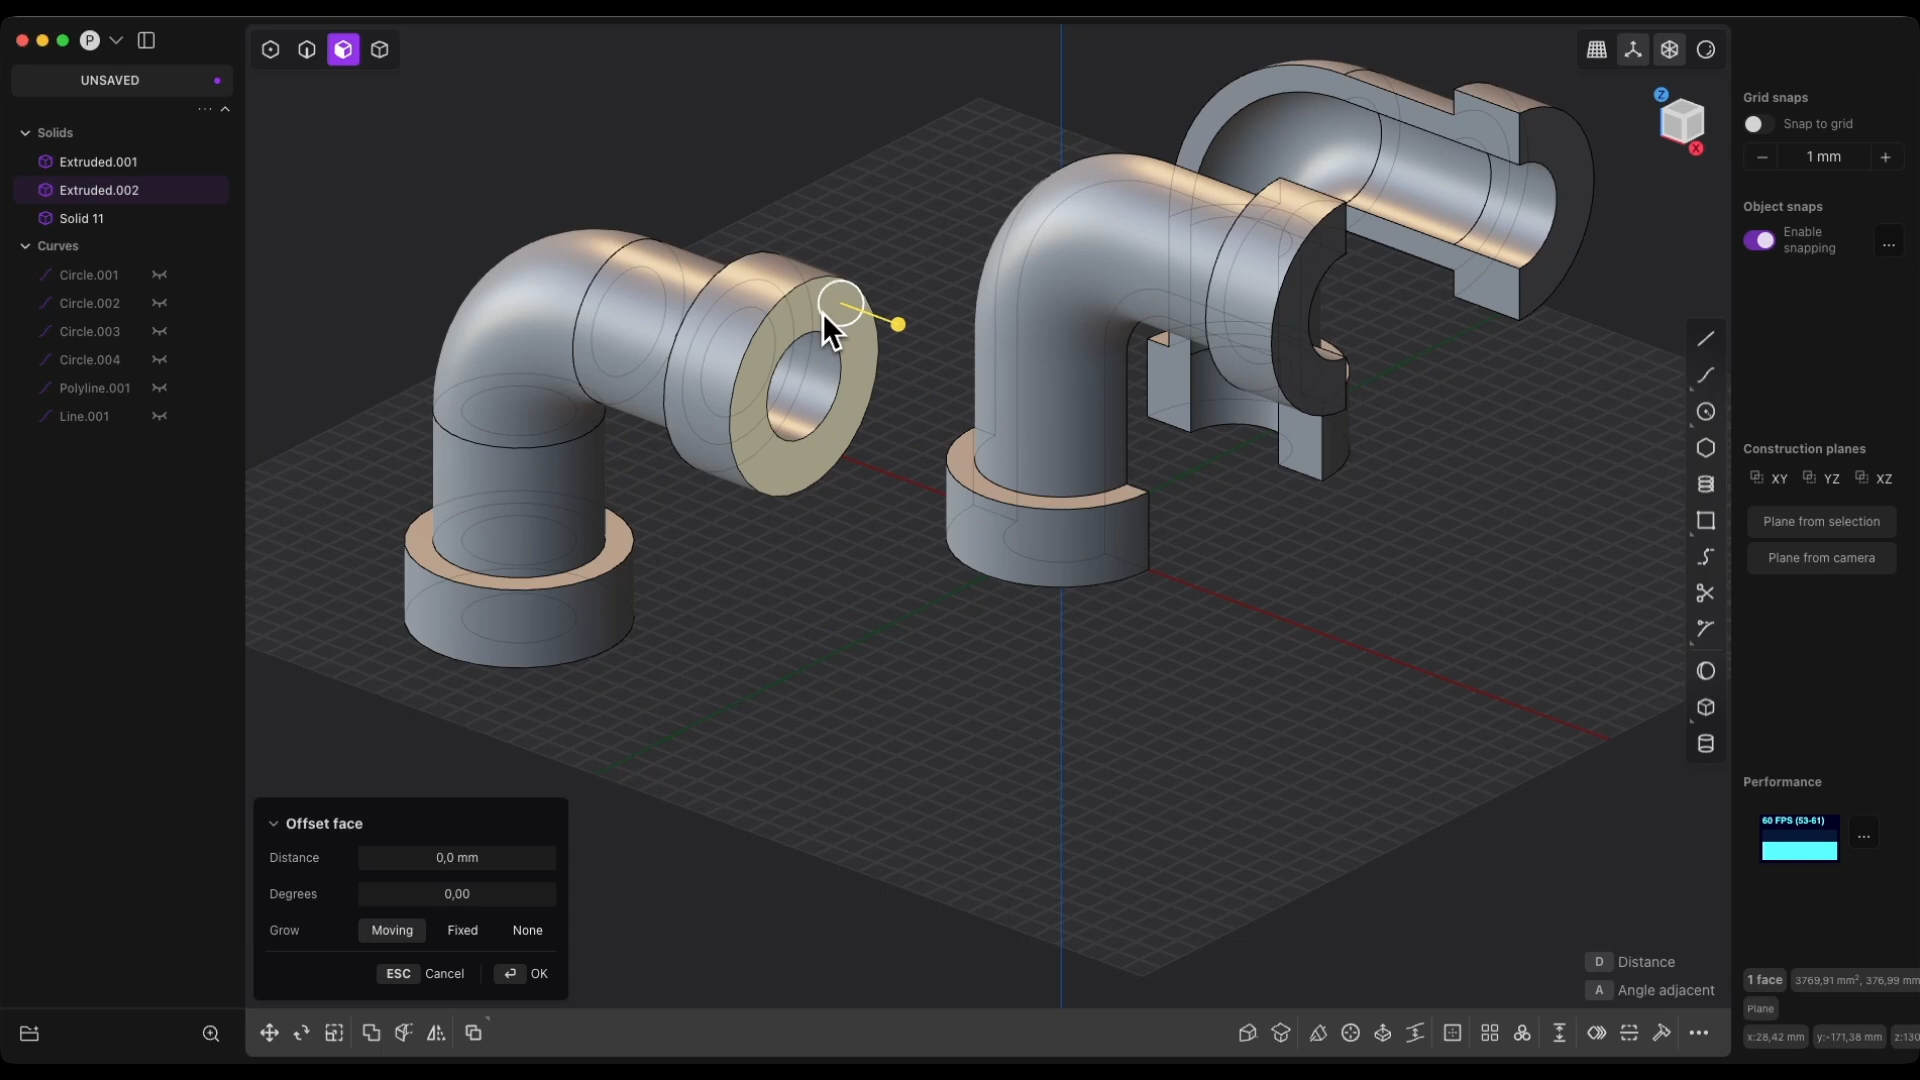 P
UNSAVED
Solids
Extruded.001
Extruded.002
Solid 11
Curves
Circle.001
Circle.002
Circle.003
Circle.004
Polyline.001
Line.001
Z
X
Offset face
Distance 0,0 mm
Degrees 0,00
Grow Moving Fixed None
ESC Cancel OK
D Distance
A Angle adjacent
Grid snaps
Snap to grid
1 mm
Object snaps
Enable
snapping
Construction planes
XY YZ XZ
Plane from selection
Plane from camera
Performance
60 FPS (53-61)
1 face 3769,91 mm², 376,99 mm
Plane
x:28,42 mm y:-171,38 mm z:130